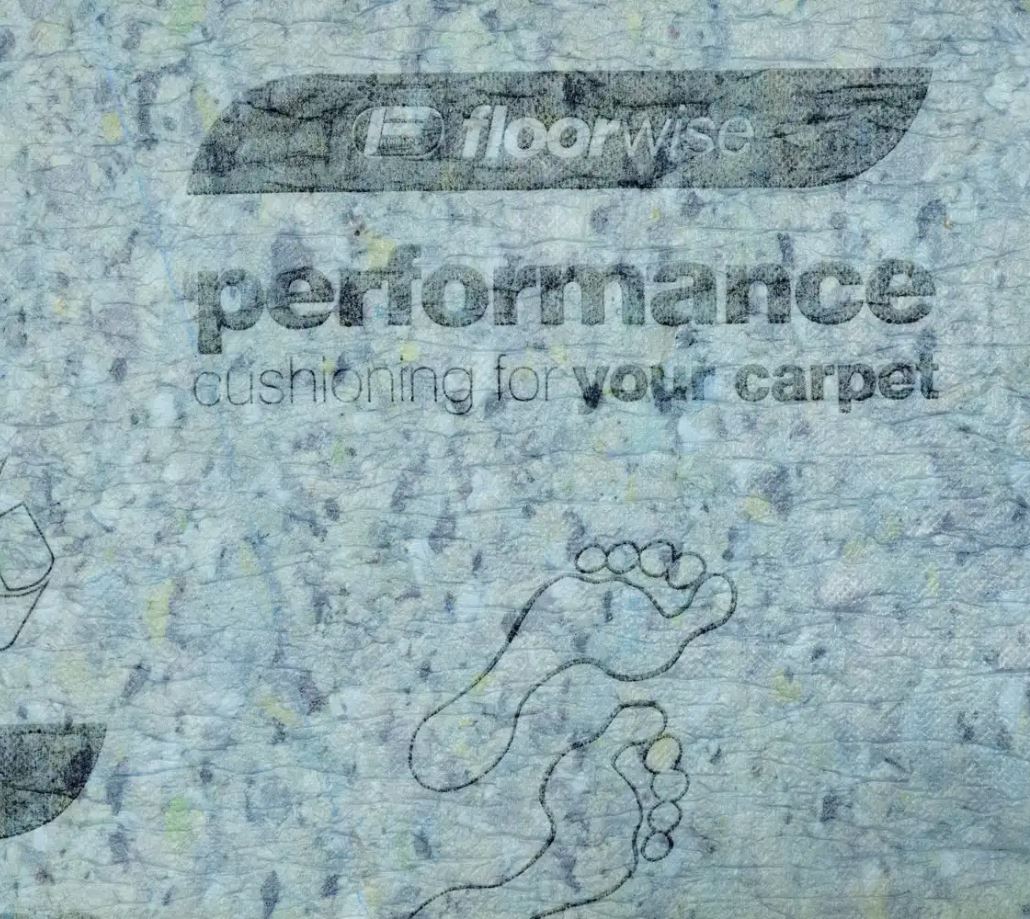 floorwise
performance
cushioning for your carpet